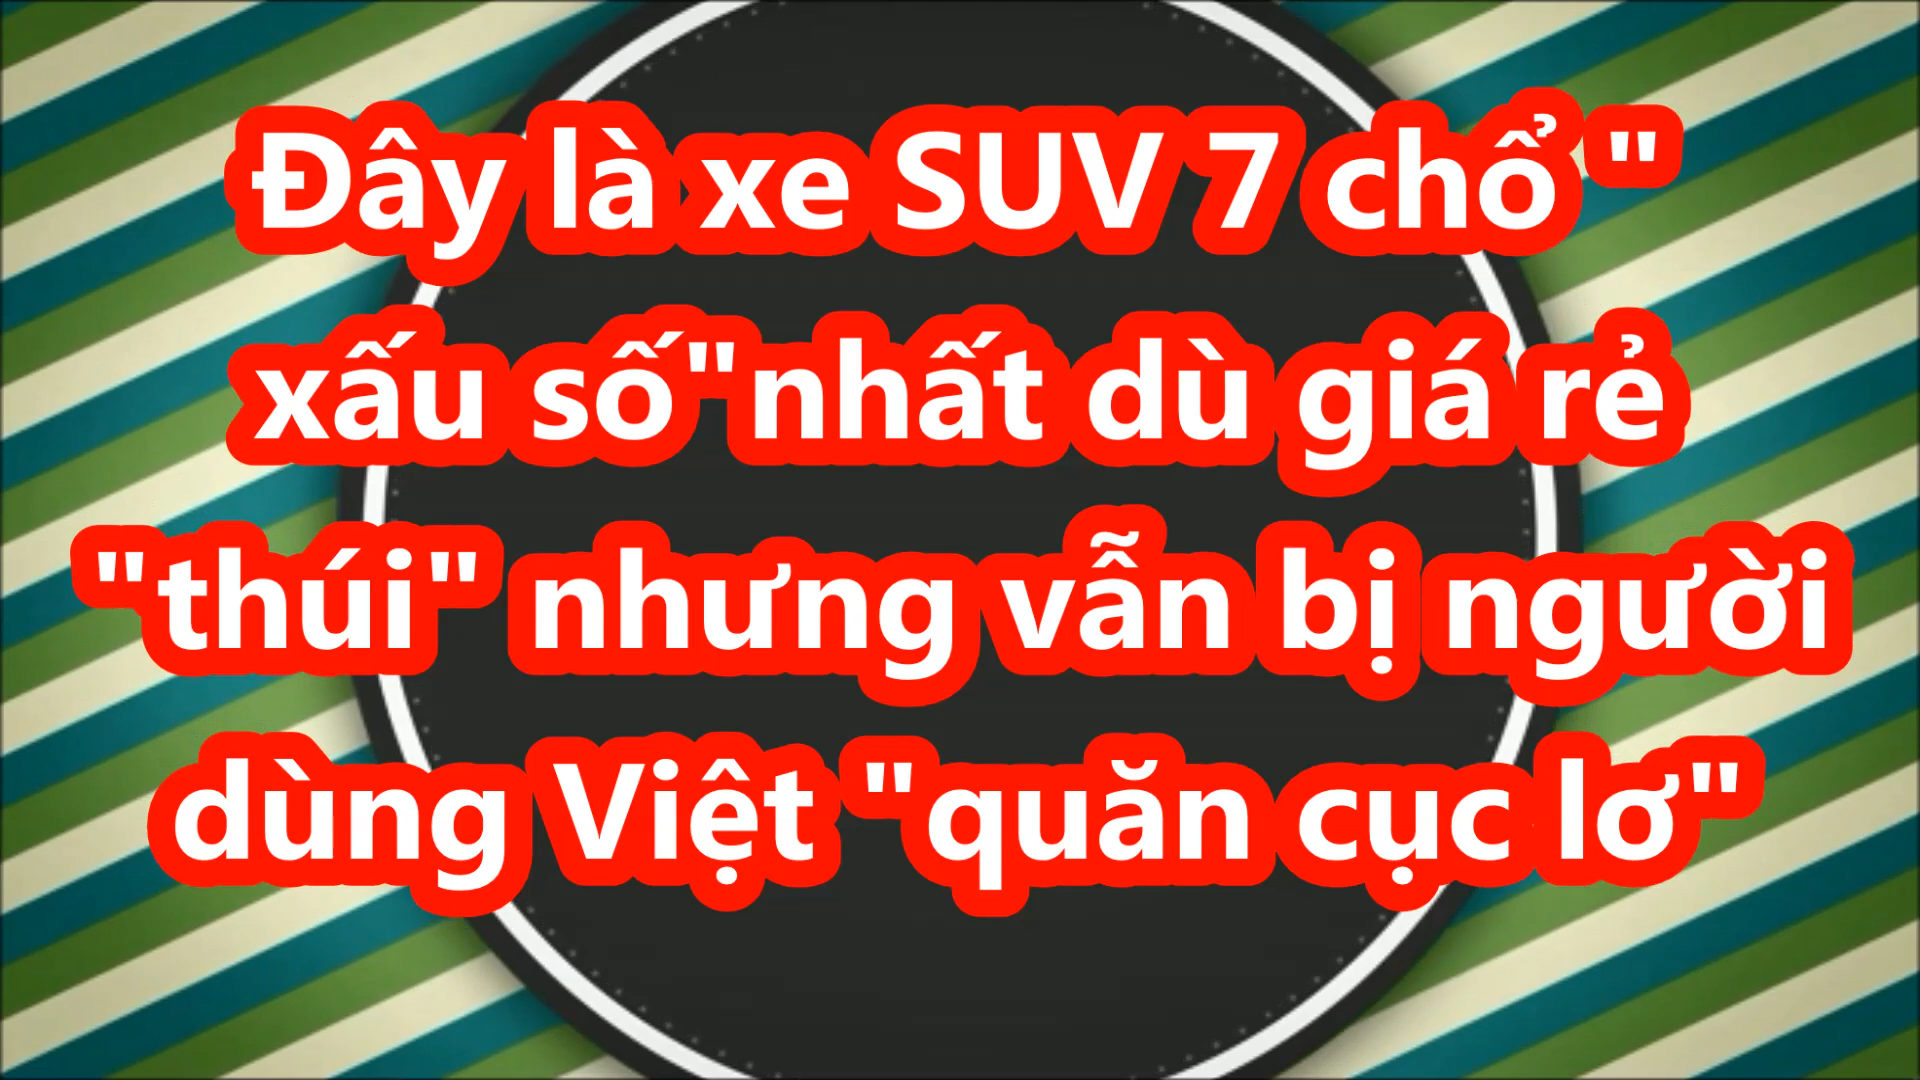 Đây là xe SUV 7 chổ "
xấu số"nhất dù giá rẻ
"thúi" nhưng vẫn bị người
dùng Việt "quăn cục lơ"